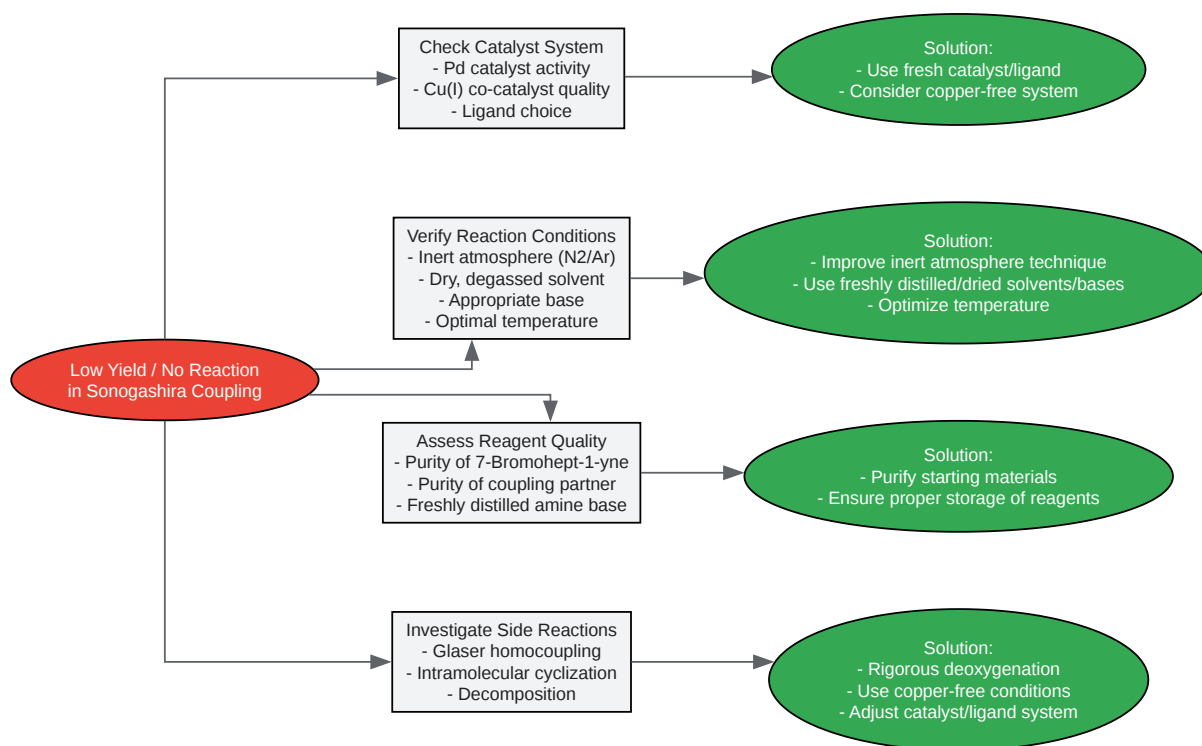 Low Yield / No Reaction
in Sonogashira Coupling
Check Catalyst System
- Pd catalyst activity
- Cu(I) co-catalyst quality
- Ligand choice
Solution:
- Use fresh catalyst/ligand
- Consider copper-free system
Verify Reaction Conditions
- Inert atmosphere (N2/Ar)
- Dry, degassed solvent
- Appropriate base
- Optimal temperature
Solution:
- Improve inert atmosphere technique
- Use freshly distilled/dried solvents/bases
- Optimize temperature
Assess Reagent Quality
- Purity of 7-Bromohept-1-yne
- Purity of coupling partner
- Freshly distilled amine base
Solution:
- Purify starting materials
- Ensure proper storage of reagents
Investigate Side Reactions
- Glaser homocoupling
- Intramolecular cyclization
- Decomposition
Solution:
- Rigorous deoxygenation
- Use copper-free conditions
- Adjust catalyst/ligand system